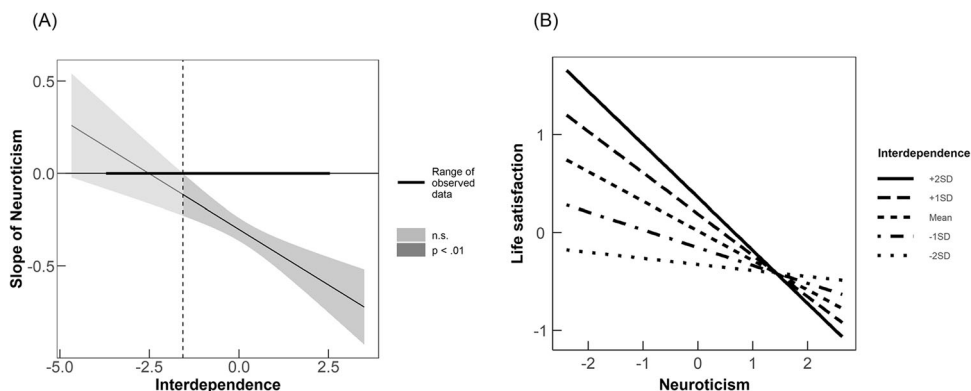 (A)
Slope of Neuroticism
0.5
0.0
-0.5
-5.0
-2.5
0.0
2.5
Interdependence
Range of
observed
data
n.s.
p < .01
(B)
Life satisfaction
1
0
-1
-2
-1
0
1
2
Neuroticism
Interdependence
+2SD
+1SD
Mean
-1SD
-2SD